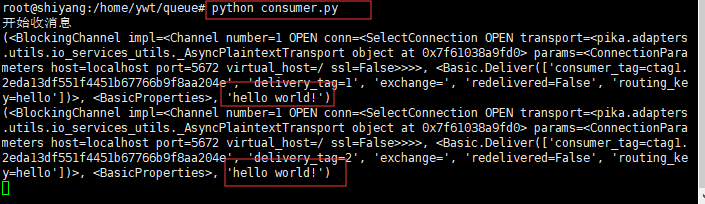 root@shiyang:/home/ywt/queue# python consumer.py
开始收消息
(<BlockingChannel impl=<Channel number=1 OPEN conn=<SelectConnection OPEN transport=<pika.adapters
.utils.io_services_utils._AsyncPlaintextTransport object at 0x7f61038a9fd0> params=<ConnectionPara
meters host=localhost port=5672 virtual_host=/ ssl=False>>>>, <Basic.Deliver(['consumer_tag=ctag1.
2eda13df551f4451b67766b9f8aa204e', 'delivery_tag=1', 'exchange=', 'redelivered=False', 'routing_ke
y=hello'])>, <BasicProperties>, 'hello world!')
(<BlockingChannel impl=<Channel number=1 OPEN conn=<SelectConnection OPEN transport=<pika.adapters
.utils.io_services_utils._AsyncPlaintextTransport object at 0x7f61038a9fd0> params=<ConnectionPara
meters host=localhost port=5672 virtual_host=/ ssl=False>>>>, <Basic.Deliver(['consumer_tag=ctag1.
2eda13df551f4451b67766b9f8aa204e', 'delivery_tag=2', 'exchange=', 'redelivered=False', 'routing_ke
y=hello'])>, <BasicProperties>, 'hello world!')